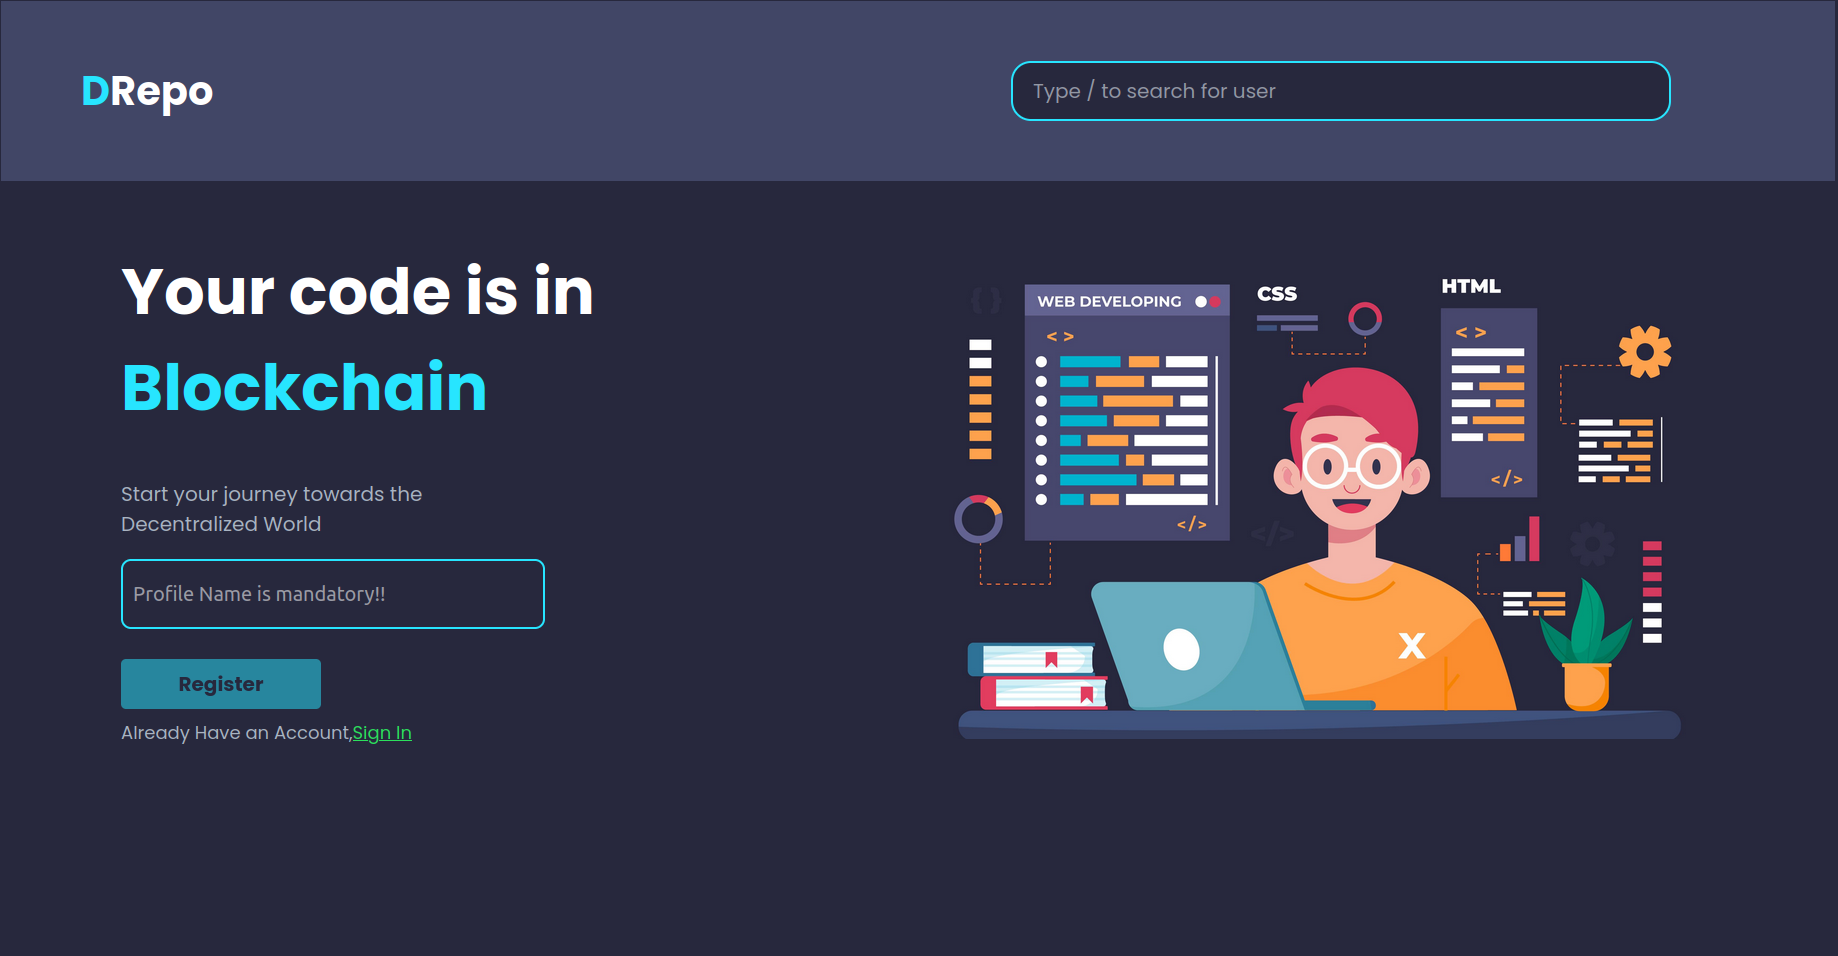 DRepo
Type / to search for user
Your code is in
Blockchain
Start your journey towards the
Decentralized World
Profile Name is mandatory!!
Register
Already Have an Account,Sign In
WEB DEVELOPING
< >
</>
CSS
HTML
< >
</>
{ }
</>
X